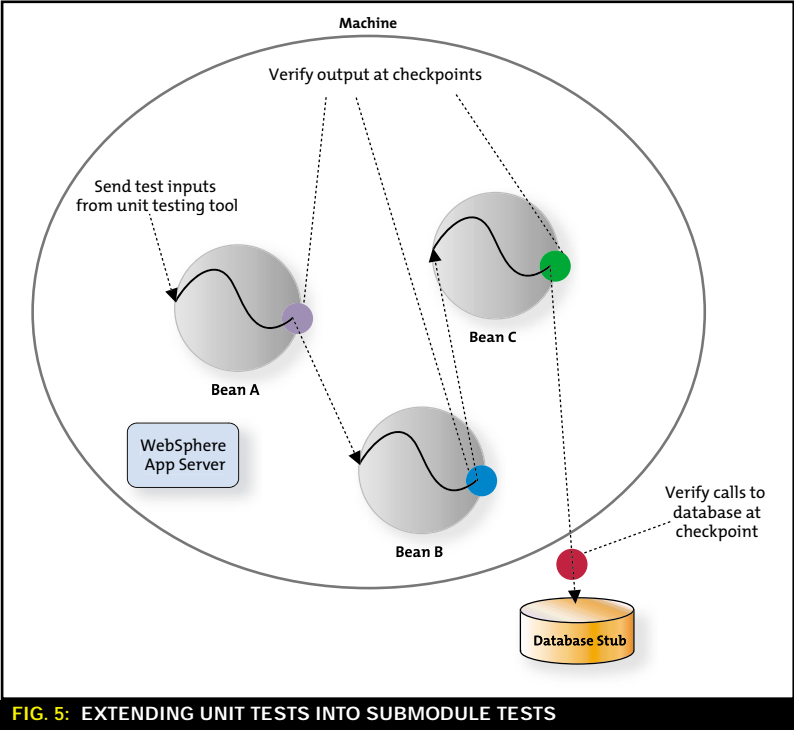 Machine
Verify output at checkpoints
Send test inputs
from unit testing tool
Bean C
Bean A
WebSphere
App Server
Bean B
Verify calls to
database at
checkpoint
Database Stub
FIG. 5: EXTENDING UNIT TESTS INTO SUBMODULE TESTS